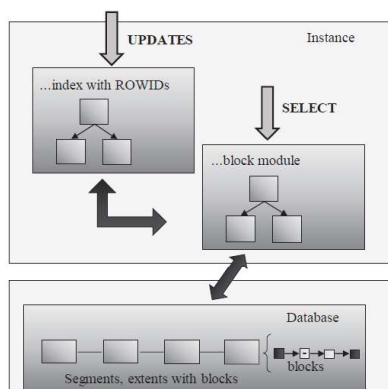 UPDATES
Instance
...index with ROWIDs
SELECT
...block module
Database
blocks
Segments, extents with blocks